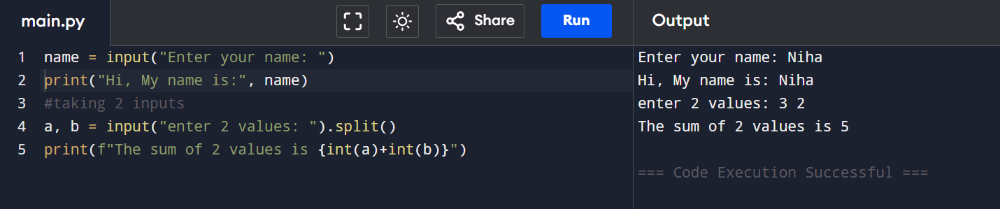 main.py
Share
Run
Output
1 name = input("Enter your name: ")
2 print("Hi, My name is:", name)
3 #taking 2 inputs
4 a, b = input("enter 2 values: ").split()
5 print(f"The sum of 2 values is {int(a)+int(b)}")
Enter your name: Niha
Hi, My name is: Niha
enter 2 values: 3 2
The sum of 2 values is 5
=== Code Execution Successful ===